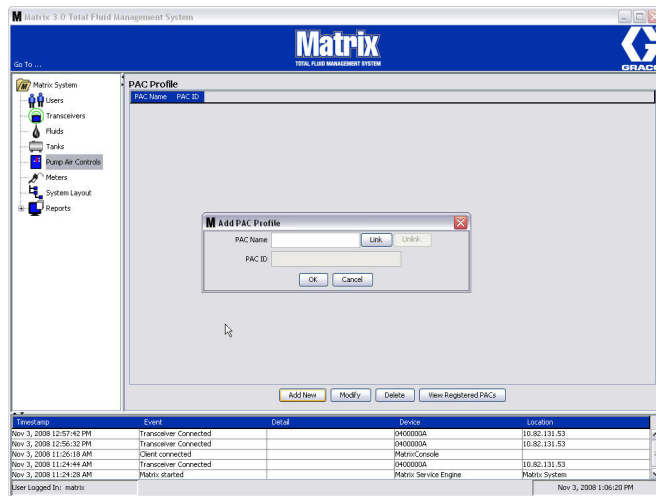 M Matrix 3.0 Total Fluid Management System
Matrix
TOTAL FLUID MANAGEMENT SYSTEM
Go To ...
GRACO
Matrix System
Users
Transceivers
Fluids
Tanks
Pump Air Controls
Meters
System Layout
Reports
PAC Profile
PAC Name PAC ID
M Add PAC Profile
PAC Name Link Unlink
PAC ID
OK Cancel
Add New Modify Delete View Registered PACs
Timestamp Event Detail Device Location
Nov 3, 2008 12:57:42 PM Transceiver Connected 0400000A 10.82.131.53
Nov 3, 2008 12:56:32 PM Transceiver Connected 0400000A 10.82.131.53
Nov 3, 2008 11:26:18 AM Client connected MatrixConsole
Nov 3, 2008 11:24:44 AM Transceiver Connected 0400000A 10.82.131.53
Nov 3, 2008 11:24:28 AM Matrix started Matrix Service Engine Matrix System
User Logged In: matrix Nov 3, 2008 1:06:20 PM